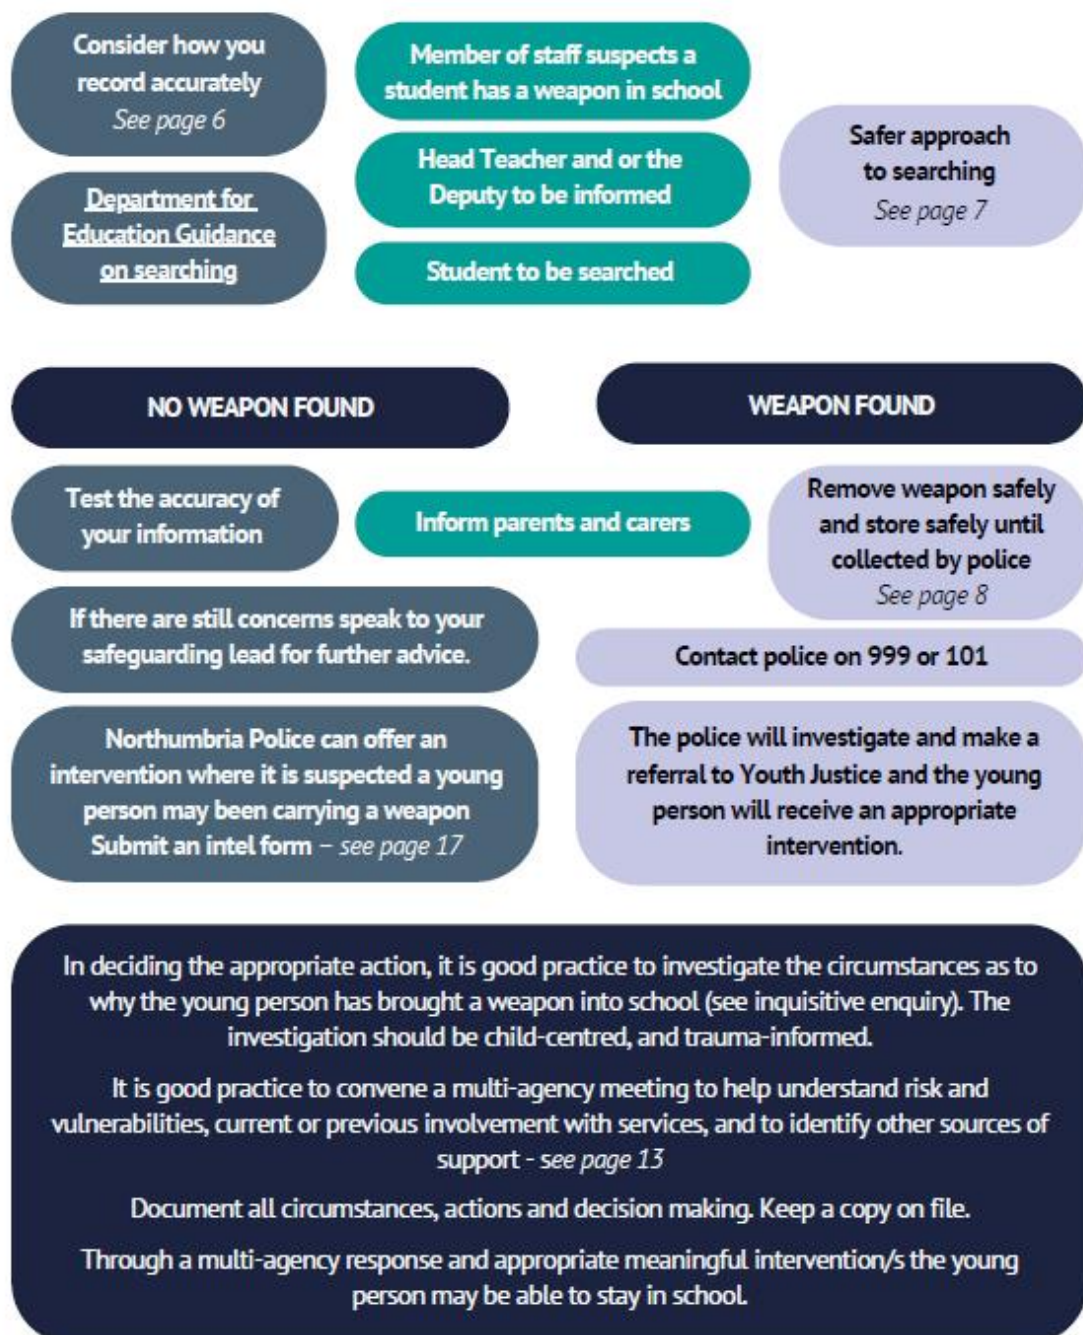 Consider how you
record accurately
See page 6
Department for
Education Guidance
on searching
Member of staff suspects a
student has a weapon in school
Head Teacher and or the
Deputy to be informed
Student to be searched
Safer approach
to searching
See page 7
NO WEAPON FOUND
WEAPON FOUND
Test the accuracy of
your information
Inform parents and carers
Remove weapon safely
and store safely until
collected by police
See page 8
If there are still concerns speak to your
safeguarding lead for further advice.
Contact police on 999 or 101
Northumbria Police can offer an
intervention where it is suspected a young
person may been carrying a weapon
Submit an intel form – see page 17
The police will investigate and make a
referral to Youth Justice and the young
person will receive an appropriate
intervention.
In deciding the appropriate action, it is good practice to investigate the circumstances as to
why the young person has brought a weapon into school (see inquisitive enquiry). The
investigation should be child-centred, and trauma-informed.
It is good practice to convene a multi-agency meeting to help understand risk and
vulnerabilities, current or previous involvement with services, and to identify other sources of
support - see page 13
Document all circumstances, actions and decision making. Keep a copy on file.
Through a multi-agency response and appropriate meaningful intervention/s the young
person may be able to stay in school.